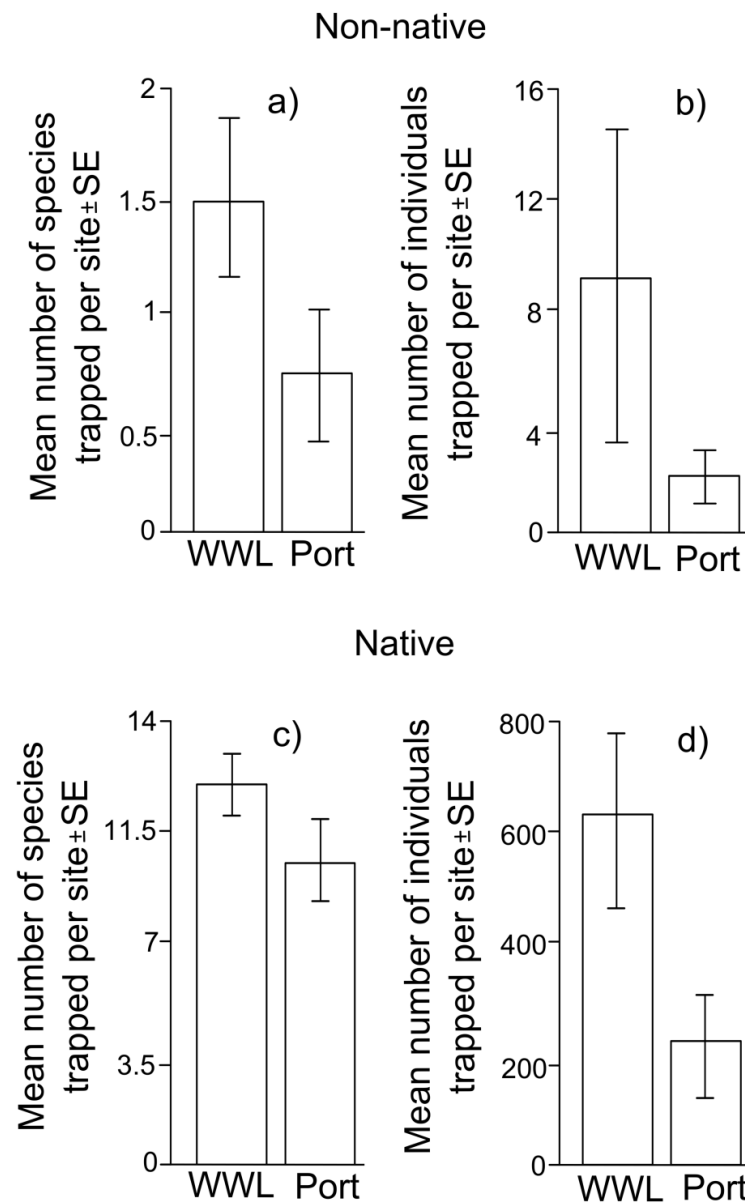 Non-native
Mean number of species
trapped per site±SE
2
1.5
1
0.5
0
a)
WWL Port
Mean number of individuals
trapped per site±SE
16
12
8
4
0
b)
WWL Port
Native
Mean number of species
trapped per site±SE
14
11.5
7
3.5
0
c)
WWL Port
Mean number of individuals
trapped per site±SE
800
600
400
200
0
d)
WWL Port